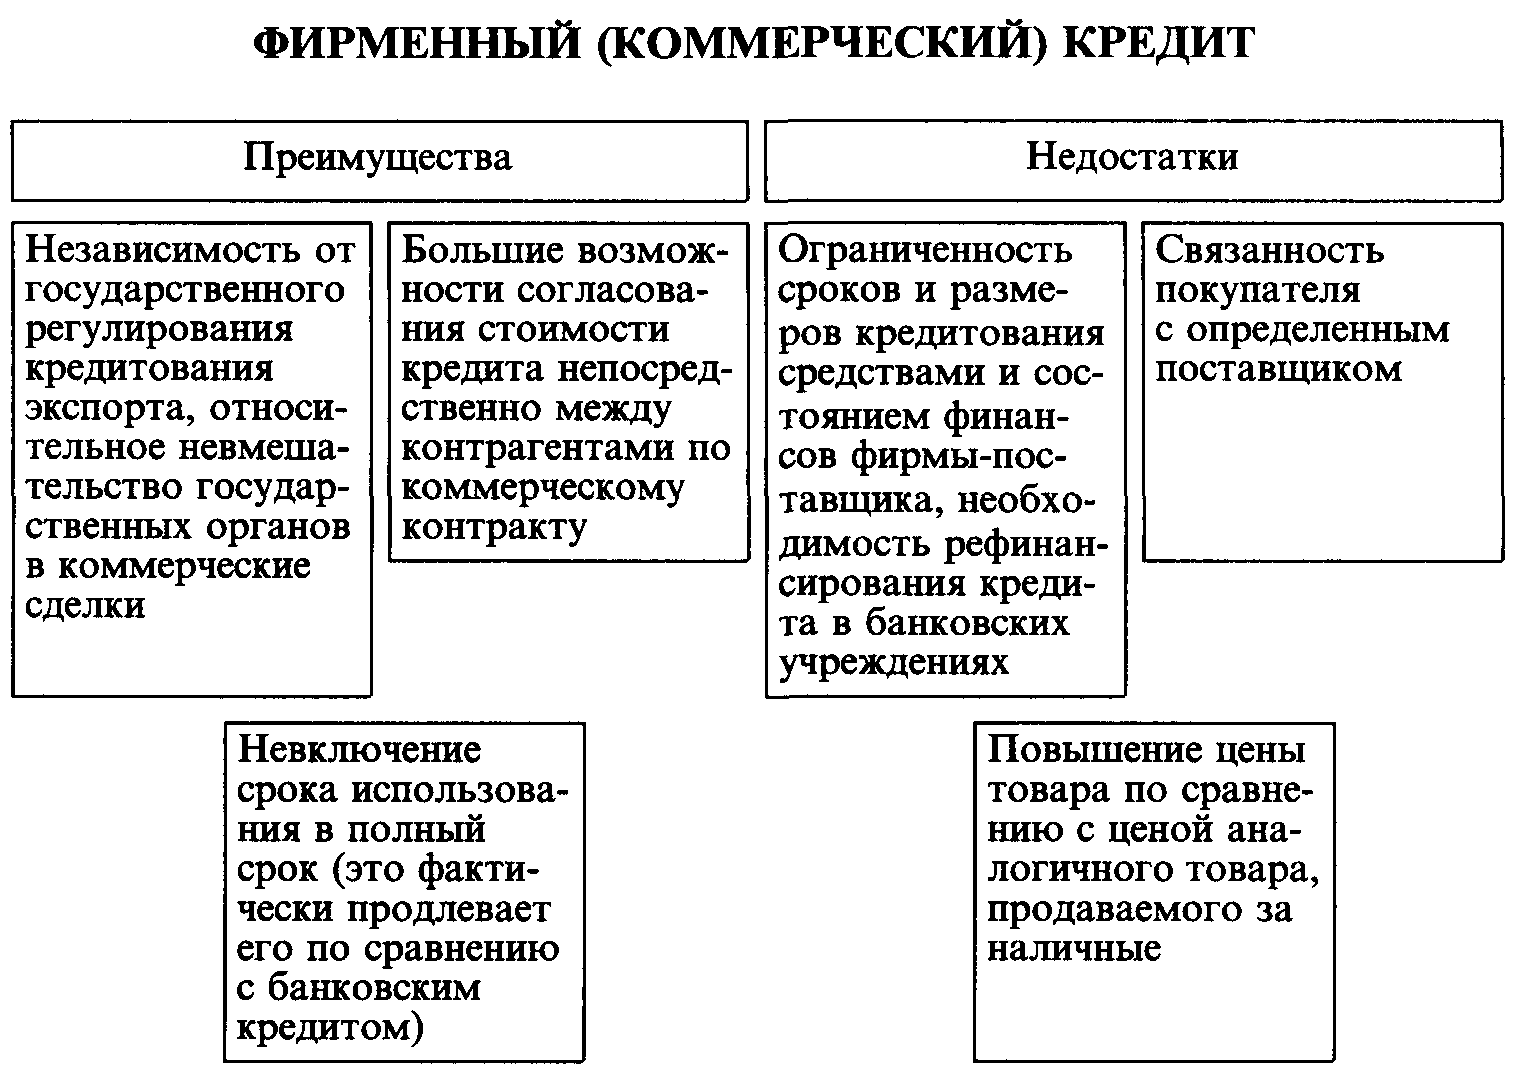 ФИРМЕННЫЙ (КОММЕРЧЕСКИЙ) КРЕДИТ
Преимущества
Недостатки
Независимость от
государственного
регулирования
кредитования
экспорта, относи-
тельное невмеша-
тельство государ-
ственных органов
в коммерческие
сделки
Большие возмож-
ности согласова-
ния стоимости
кредита непосред-
ственно между
контрагентами по
коммерческому
контракту
Ограниченность
сроков и разме-
ров кредитования
средствами и сос-
тоянием финан-
сов фирмы-пос-
тавщика, необхо-
димость рефинан-
сирования креди-
та в банковских
учреждениях
Связанность
покупателя
с определенным
поставщиком
Невключение
срока использова-
ния в полный
срок (это факти-
чески продлевает
его по сравнению
с банковским
кредитом)
Повышение цены
товара по сравне-
нию с ценой ана-
логичного товара,
продаваемого за
наличные